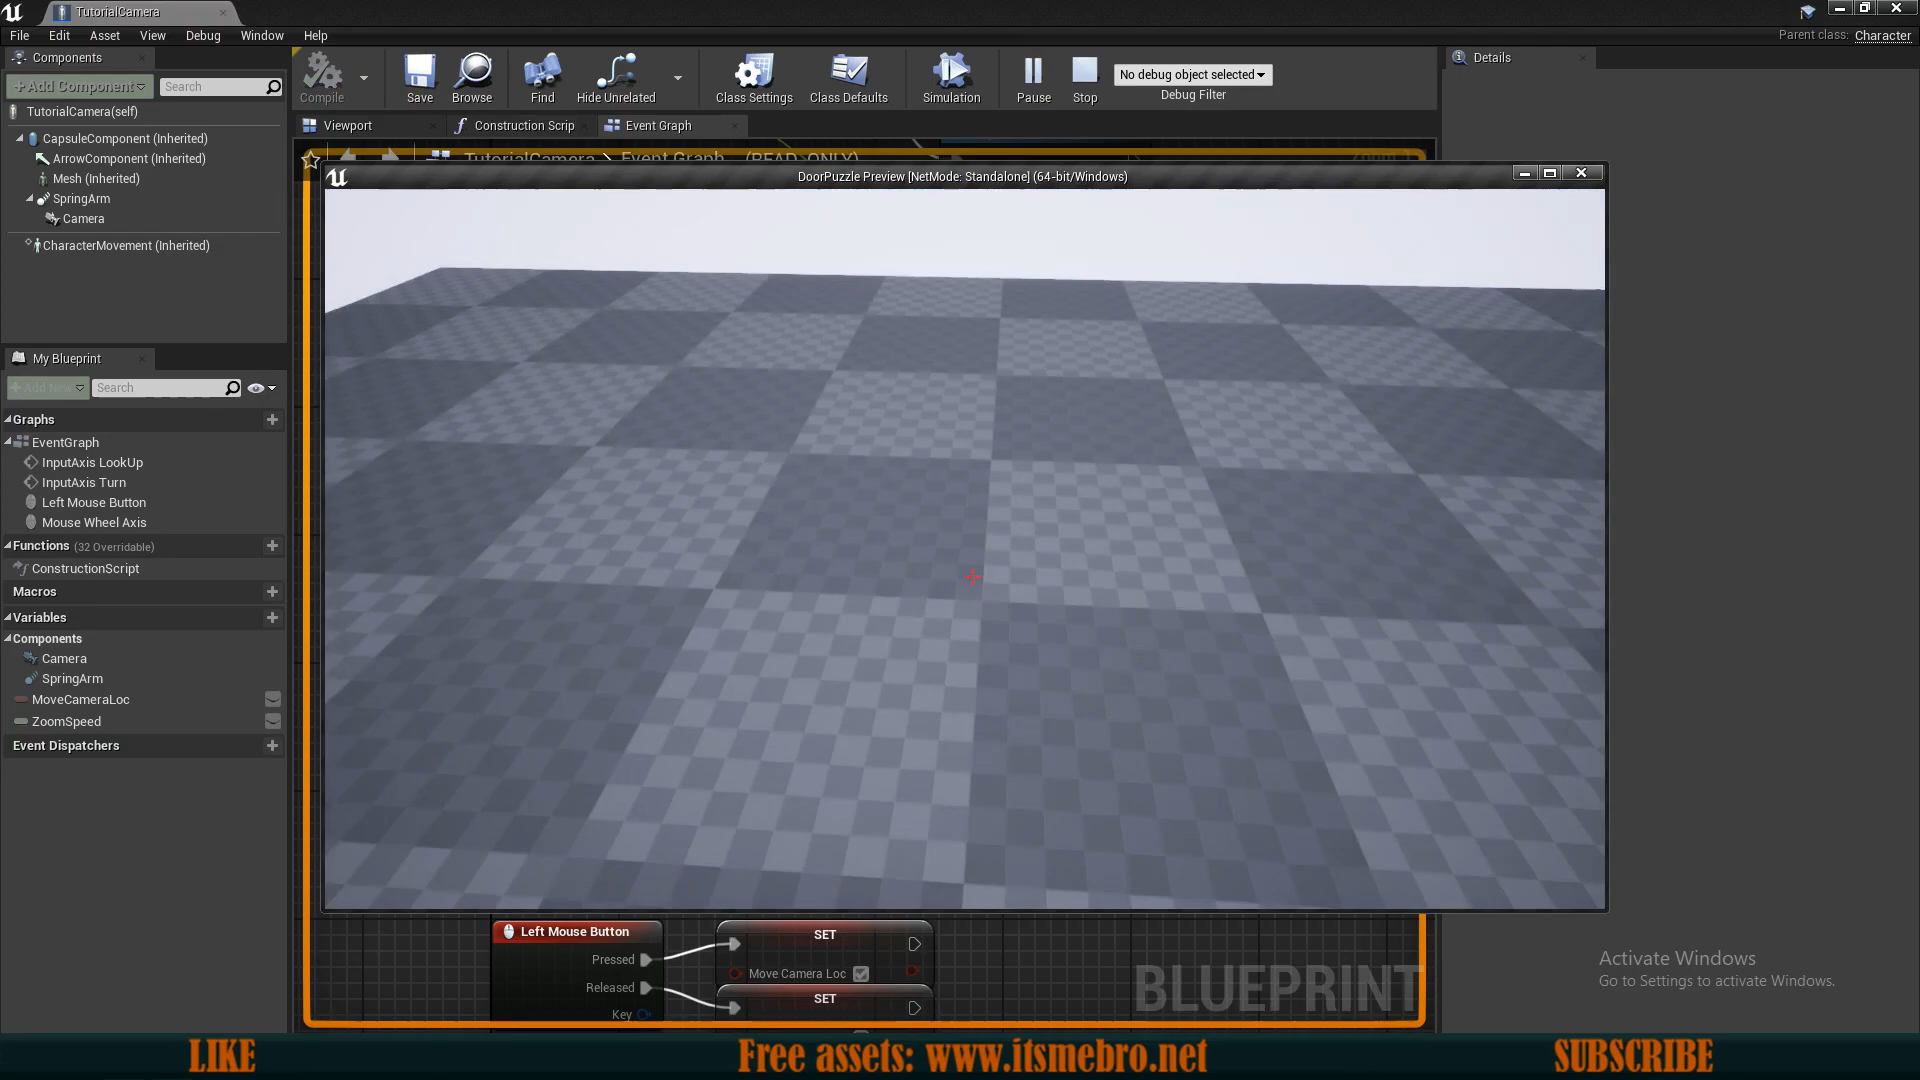 TutorialCamera
File Edit Asset View Debug Window Help
Parent class: Character
Components
+Add Component
Search
TutorialCamera(self)
CapsuleComponent (Inherited)
ArrowComponent (Inherited)
Mesh (Inherited)
SpringArm
Camera
CharacterMovement (Inherited)
My Blueprint
+Add New
Search
Graphs
EventGraph
InputAxis LookUp
InputAxis Turn
Left Mouse Button
Mouse Wheel Axis
Functions (32 Overridable)
ConstructionScript
Macros
Variables
Components
Camera
SpringArm
MoveCameraLoc
ZoomSpeed
Event Dispatchers
Compile
Save
Browse
Find
Hide Unrelated
Class Settings
Class Defaults
Simulation
Pause
Stop
No debug object selected
Debug Filter
Viewport
Construction Scrip
Event Graph
TutorialCamera > Event Graph (READ_ONLY)
DoorPuzzle Preview [NetMode: Standalone] (64-bit/Windows)
Left Mouse Button
Pressed
Released
Key
SET
Move Camera Loc
SET
BLUEPRINT
Details
Activate Windows
Go to Settings to activate Windows.
LIKE
Free assets: www.itsmebro.net
SUBSCRIBE